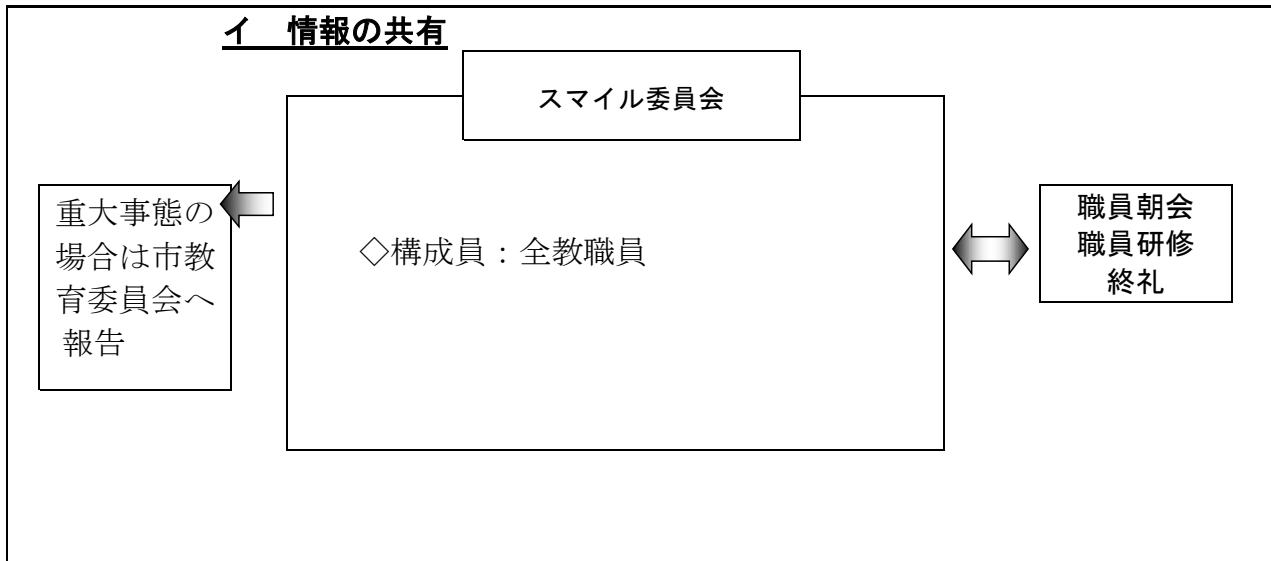 イ　情報の共有
スマイル委員会
重大事態の
場合は市教
育委員会へ
報告
◇構成員：全教職員
職員朝会
職員研修
終礼